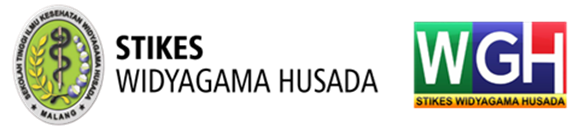 SEKOLAH TINGGI ILMU KESEHATAN WIDYAGAMA HUSADA
MALANG
STIKES
WIDYAGAMA HUSADA
WGH
STIKES WIDYAGAMA HUSADA